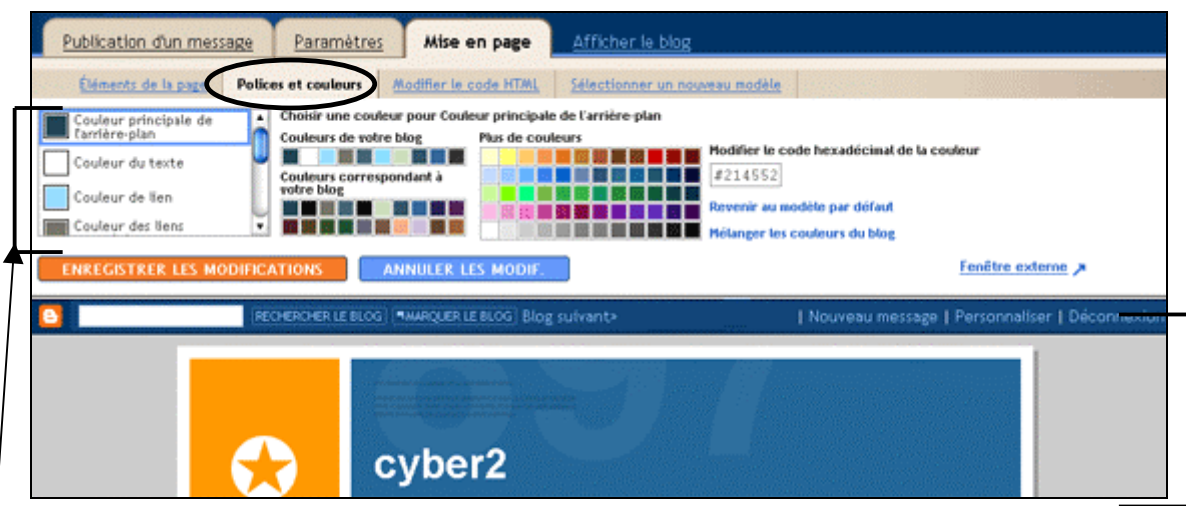 Publication d'un message Paramètres Mise en page Afficher le blog
Éléments de la page Polices et couleurs Modifier le code HTML Sélectionner un nouveau modèle
Couleur principale de
l'arrière-plan
Couleur du texte
Couleur de lien
Couleur des liens
Choisir une couleur pour Couleur principale de l'arrière-plan
Couleurs de votre blog
Couleurs correspondant à
votre blog
Plus de couleurs
Modifier le code hexadécimal de la couleur
#214552
Revenir au modèle par défaut
Mélanger les couleurs du blog
ENREGISTRER LES MODIFICATIONS ANNULER LES MODIF. Fenêtre externe
RECHERCHER LE BLOG MARQUER LE BLOG Blog suivant» | Nouveau message | Personnaliser | Déconnexion
897
cyber2